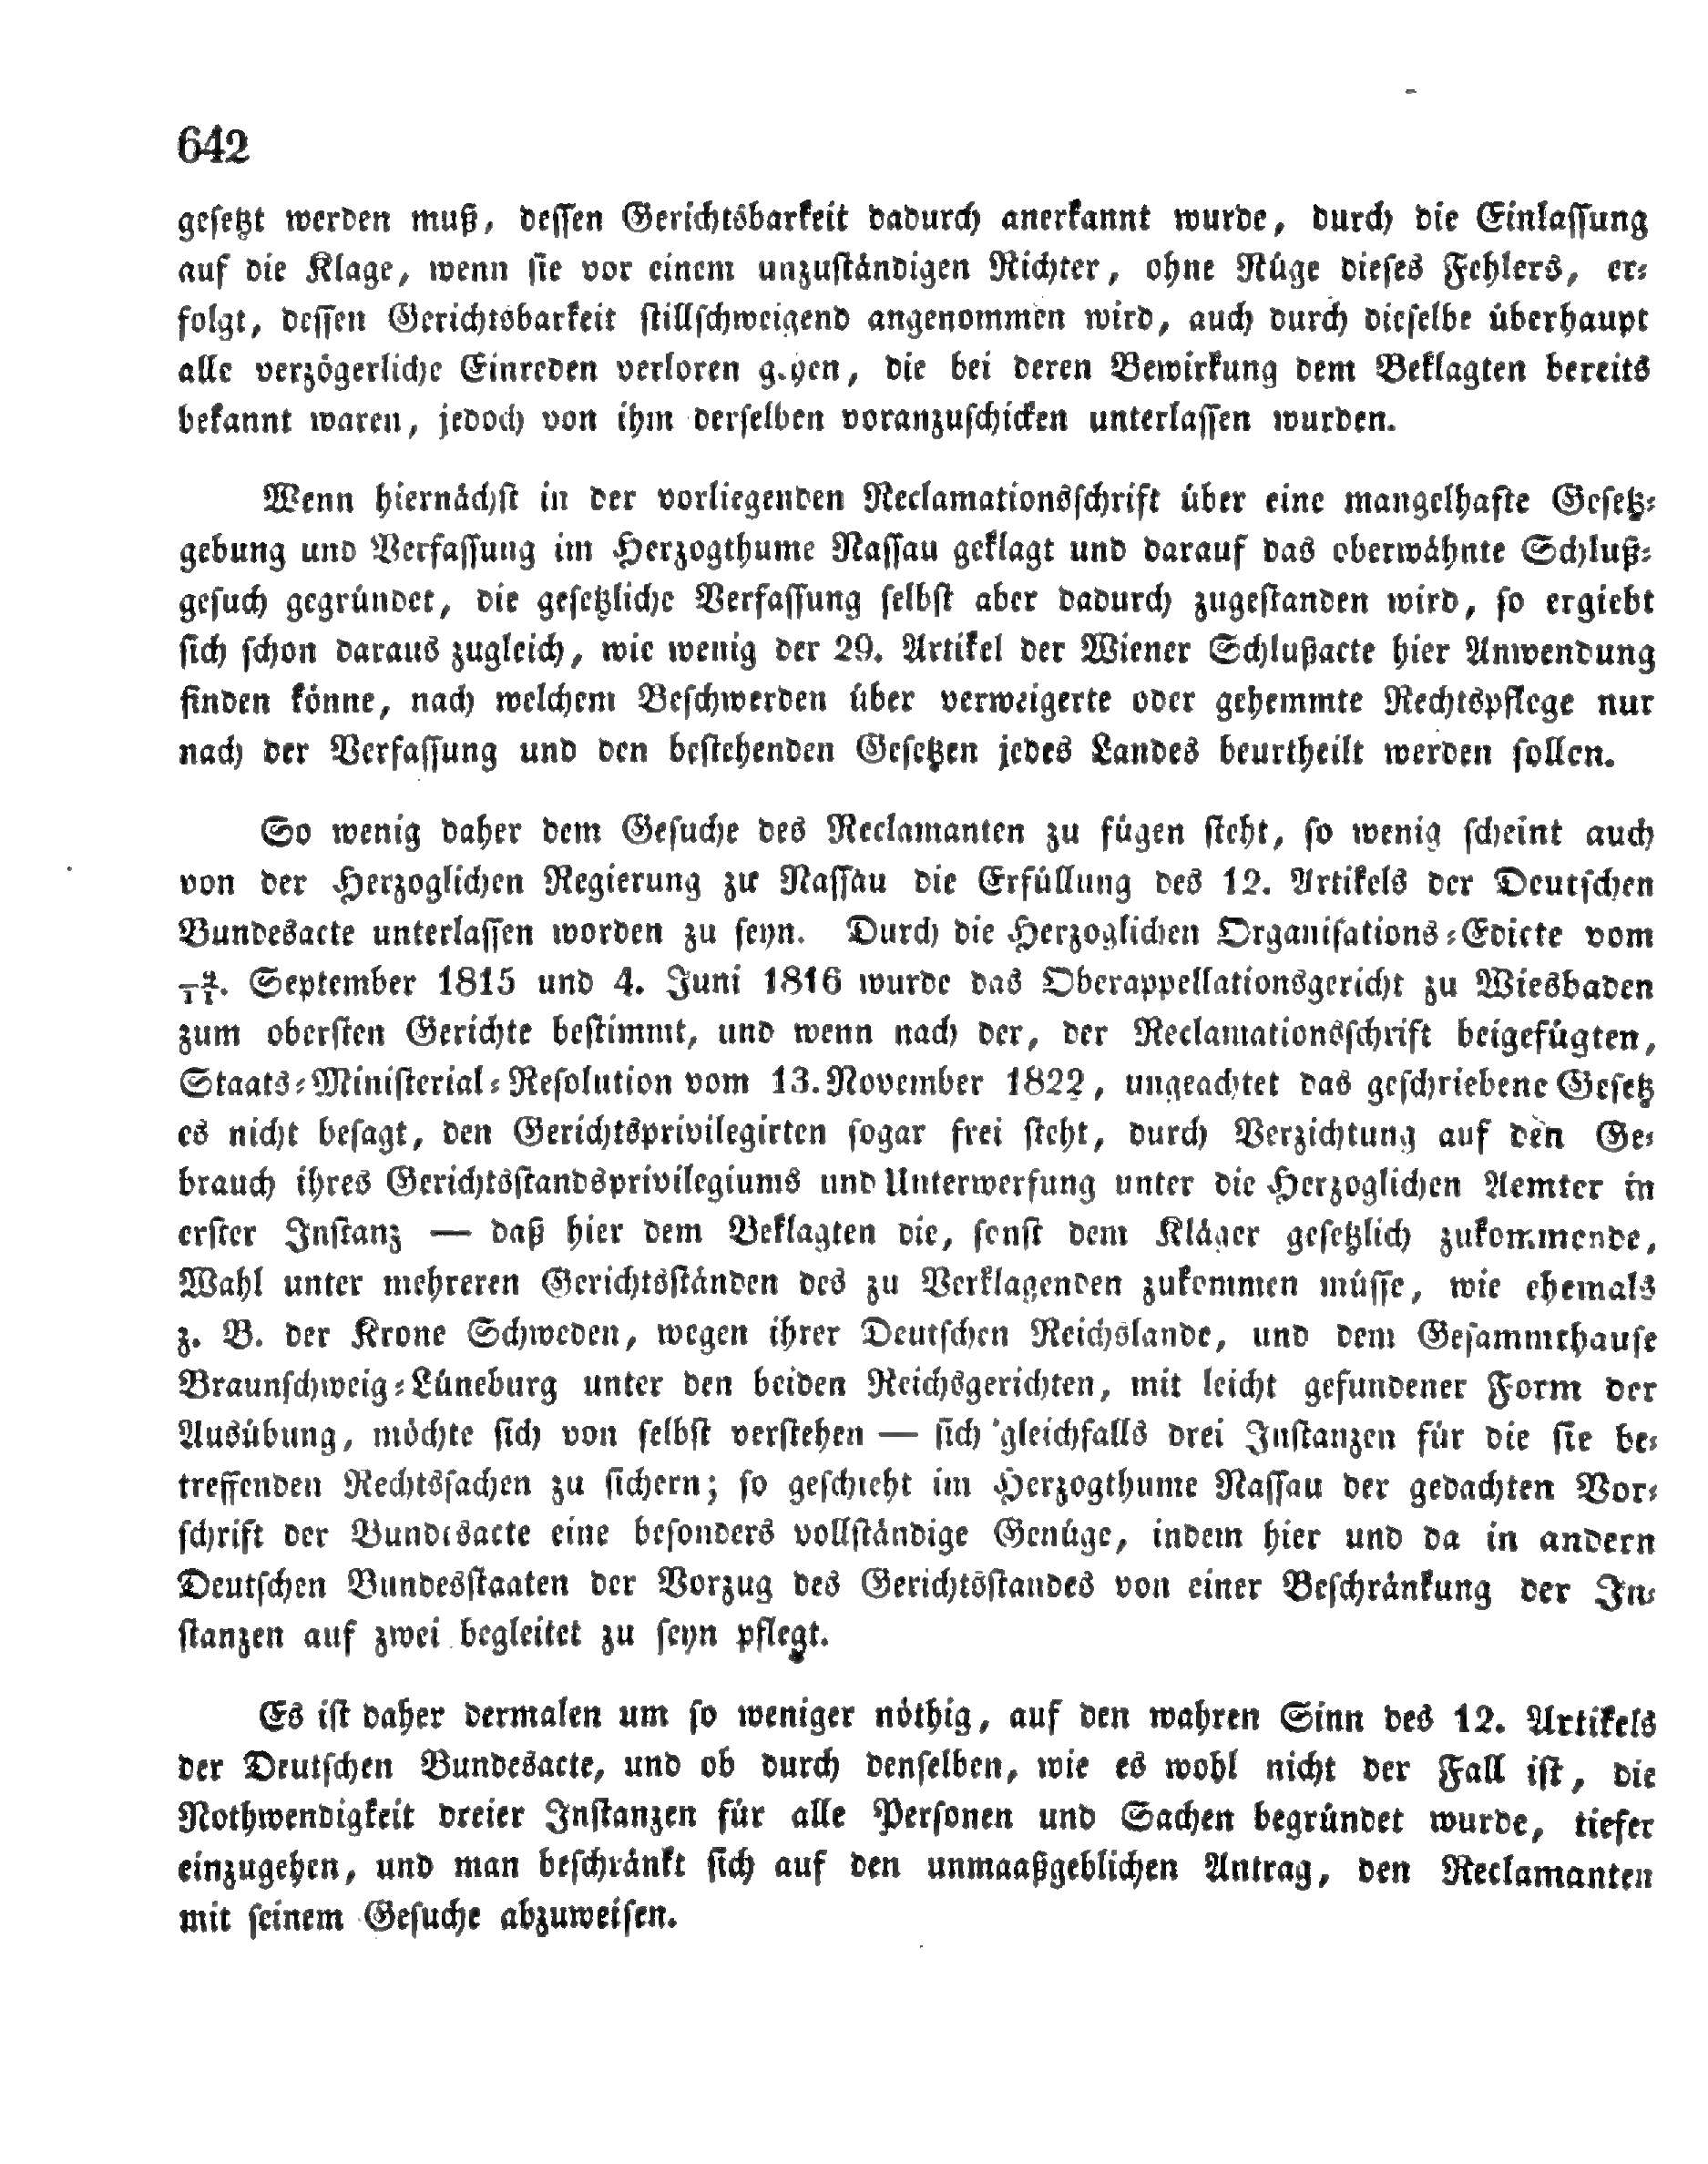 642
gesetzt werden muß, dessen Gerichtsbarkeit dadurch anerkannt wurde, durch die Einlassung
auf die Klage, wenn sie vor einem unzuständigen Richter, ohne Rüge dieses Fehlers, er-
folgt, dessen Gerichtsbarkeit stillschweigend angenommen wird, auch durch dieselbe überhaupt
alle verzögerliche Einreden verloren gehen, die bei deren Bewirkung dem Beklagten bereits
bekannt waren, jedoch von ihm derselben voranzuschicken unterlassen wurden.
Wenn hiernächst in der vorliegenden Reclamationsschrift über eine mangelhafte Gesetz-
gebung und Verfassung im Herzogthume Nassau geklagt und darauf das oberwähnte Schluß-
gesuch gegründet, die gesetzliche Verfassung selbst aber dadurch zugestanden wird, so ergiebt
sich schon daraus zugleich, wie wenig der 29. Artikel der Wiener Schlußacte hier Anwendung
finden könne, nach welchem Beschwerden über verweigerte oder gehemmte Rechtspflege nur
nach der Verfassung und den bestehenden Gesetzen jedes Landes beurtheilt werden sollen.
So wenig daher dem Gesuche des Reclamanten zu fügen steht, so wenig scheint auch
von der Herzoglichen Regierung zu Nassau die Erfüllung des 12. Artikels der Deutschen
Bundesacte unterlassen worden zu seyn. Durch die Herzoglichen Organisations-Edicte vom
September 1815 und 4. Juni 1816 wurde das Oberappellationsgericht zu Wiesbaden
zum obersten Gerichte bestimmt, und wenn nach der, der Reclamationsschrift beigefügten,
Staats-Ministerial-Resolution vom 13. November 1822, ungeachtet das geschriebene Gesetz
es nicht besagt, den Gerichtsprivilegirten sogar frei steht, durch Verzichtung auf den Ge-
brauch ihres Gerichtsstandsprivilegiums und Unterwerfung unter die Herzoglichen Aemter in
erster Instanz — daß hier dem Beklagten die, sonst dem Kläger gesetzlich zukommende,
Wahl unter mehreren Gerichtsständen des zu Verklagenden zukommen müsse, wie ehemals
z. B. der Krone Schweden, wegen ihrer Deutschen Reichslande, und dem Gesammthause
Braunschweig-Lüneburg unter den beiden Reichsgerichten, mit leicht gefundener Form der
Ausübung, möchte sich von selbst verstehen — sich gleichfalls drei Instanzen für die sie be-
treffenden Rechtssachen zu sichern; so geschieht im Herzogthume Nassau der gedachten Vor-
schrift der Bundesacte eine besonders vollständige Genüge, indem hier und da in andern
Deutschen Bundesstaaten der Vorzug des Gerichtsstandes von einer Beschränkung der In-
stanzen auf zwei begleitet zu seyn pflegt.
Es ist daher dermalen um so weniger nöthig, auf den wahren Sinn des 12. Artikels
der Deutschen Bundesacte, und ob durch denselben, wie es wohl nicht der Fall ist, die
Nothwendigkeit dreier Instanzen für alle Personen und Sachen begründet wurde, tiefer
einzugehen, und man beschränkt sich auf den unmaaßgeblichen Antrag, den Reclamanten
mit seinem Gesuche abzuweisen.